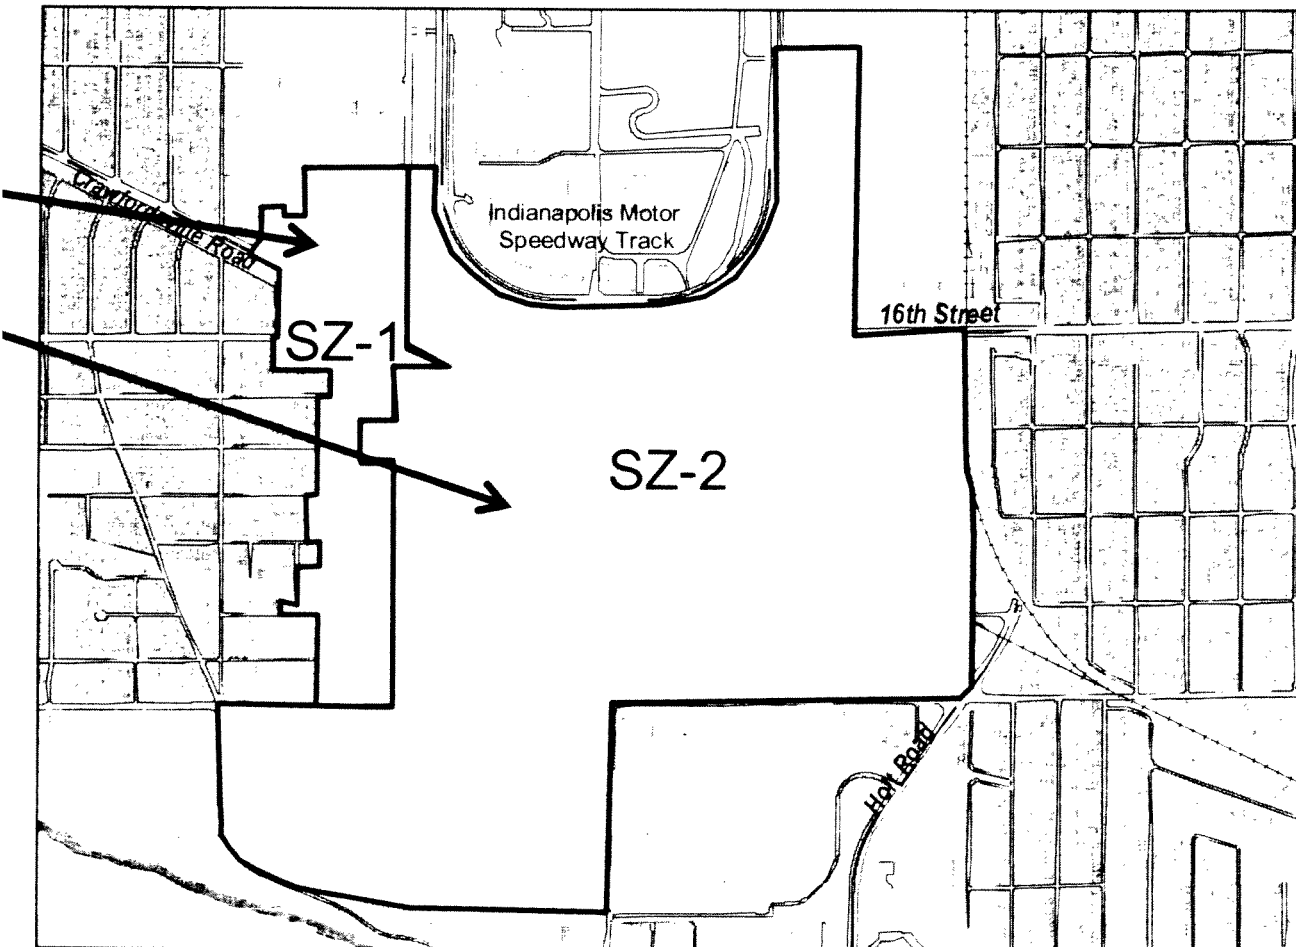 Crawfordsville Road
Indianapolis Motor
Speedway Track
16th Street
SZ-1
SZ-2
Holt Road